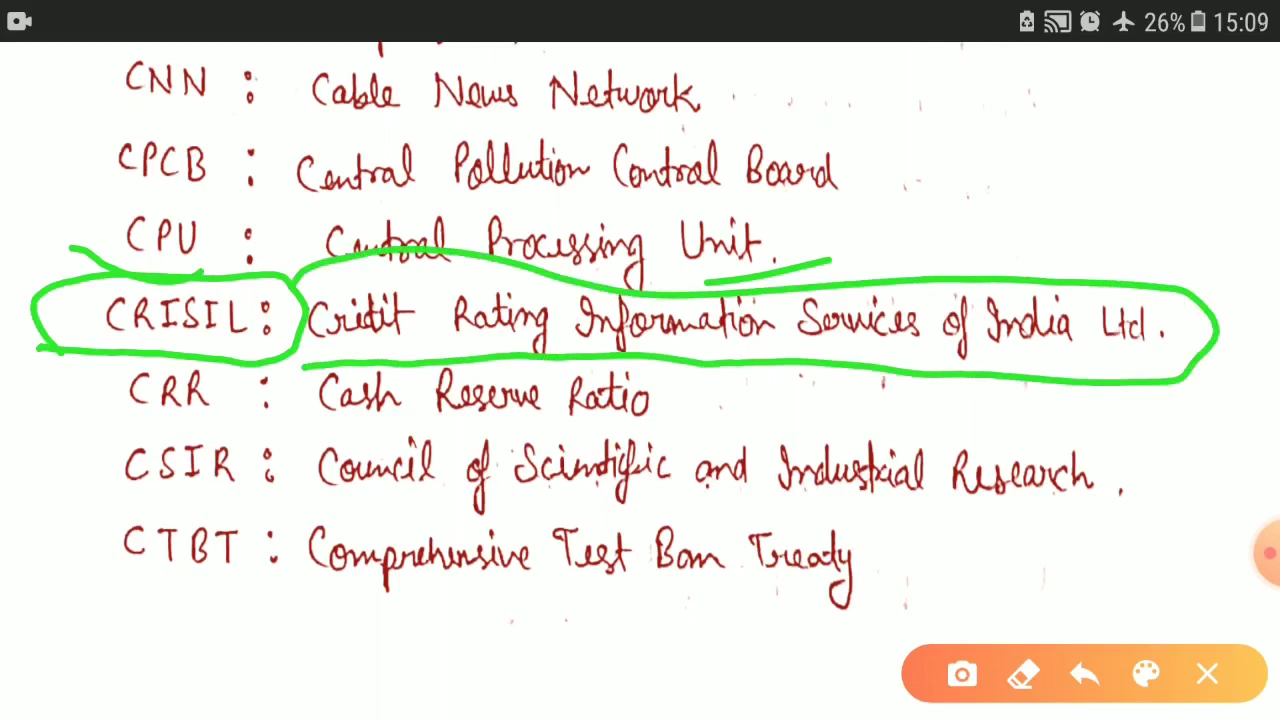 26% 15:09
CNN : Cable News Network
CPCB : Central Pollution Control Board
CPU : Central Processing Unit.
CRISIL : Cridit Rating Information Services of India Ltd.
CRR : Cash Reserve Ratio
CSIR : Council of Scientific and Industrial Research.
CTBT : Comprehensive Test Ban Treaty